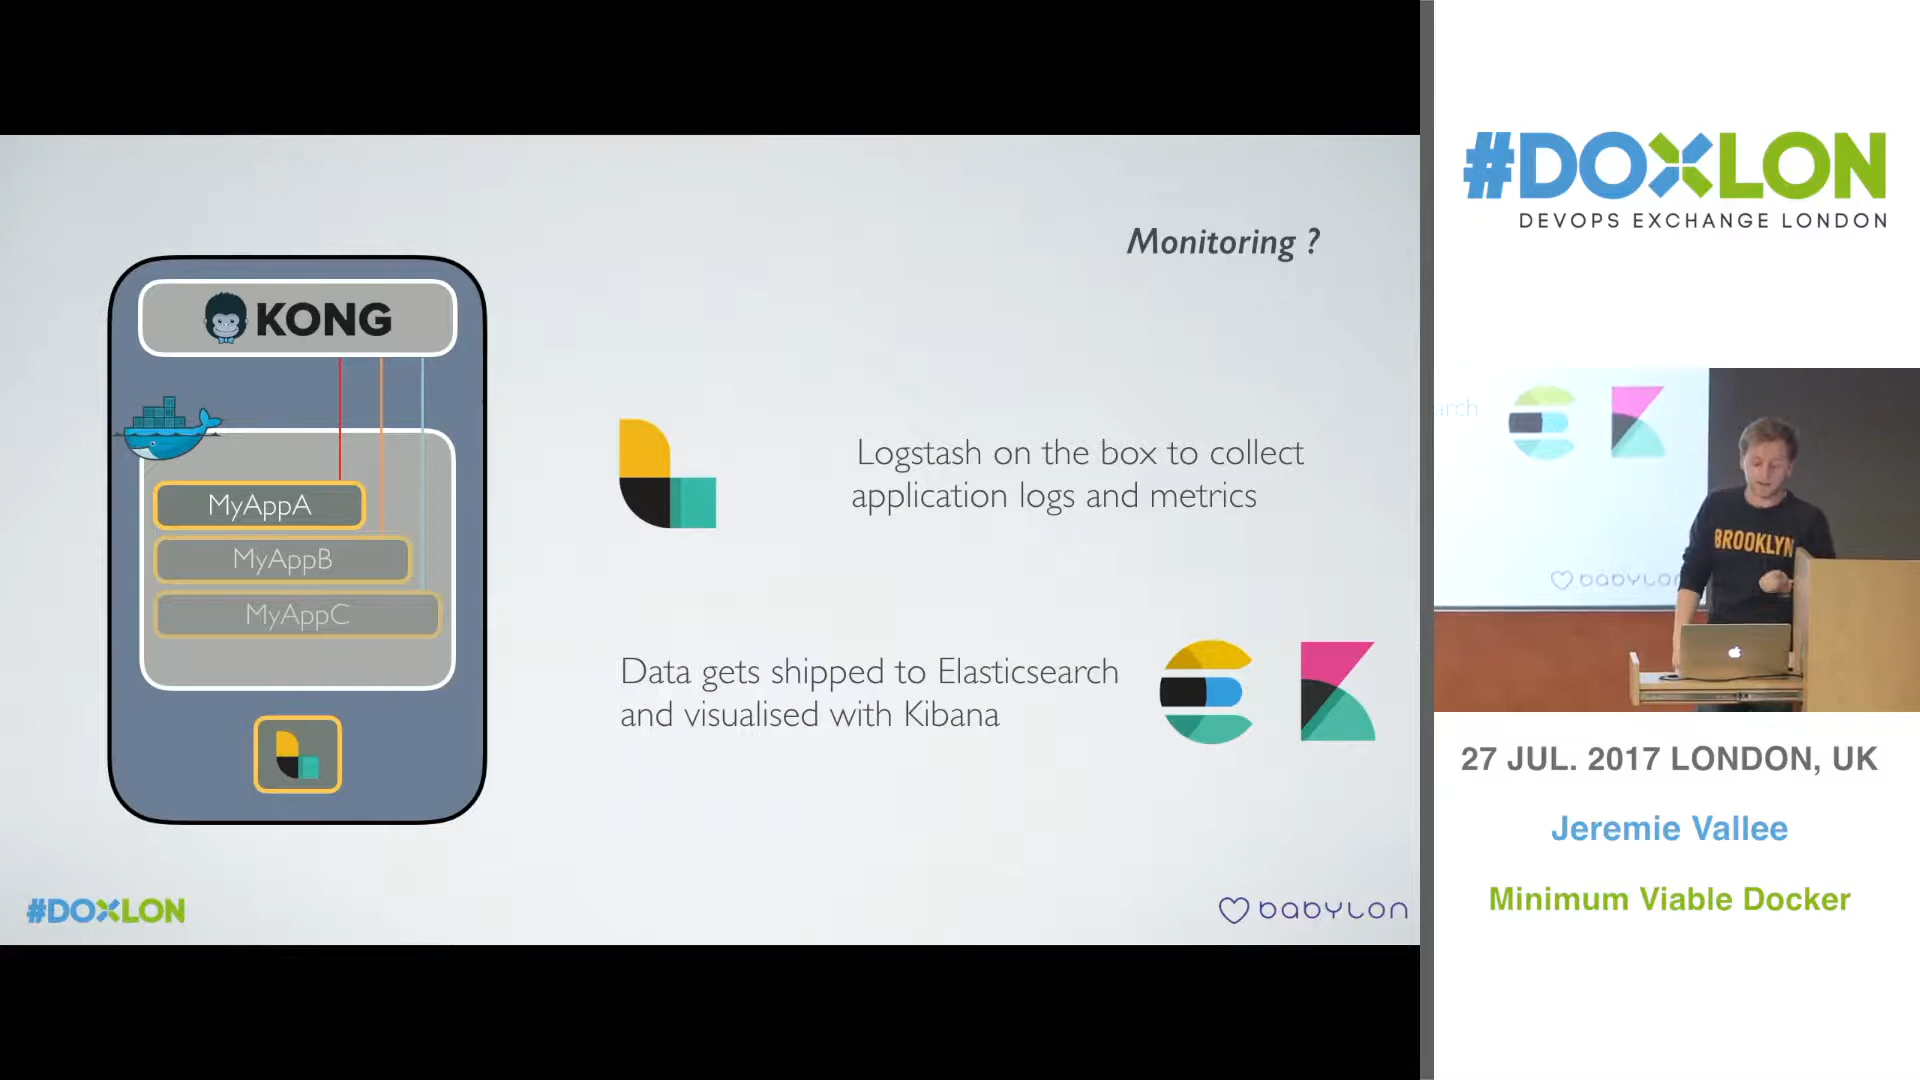 Monitoring ?
KONG
MyAppA
MyAppB
MyAppC
Logstash on the box to collect
application logs and metrics
Data gets shipped to Elasticsearch
and visualised with Kibana
#DOXLON
babylon
#DOXLON
DEVOPS EXCHANGE LONDON
arch
BROOKLYN
babylon
27 JUL. 2017 LONDON, UK
Jeremie Vallee
Minimum Viable Docker